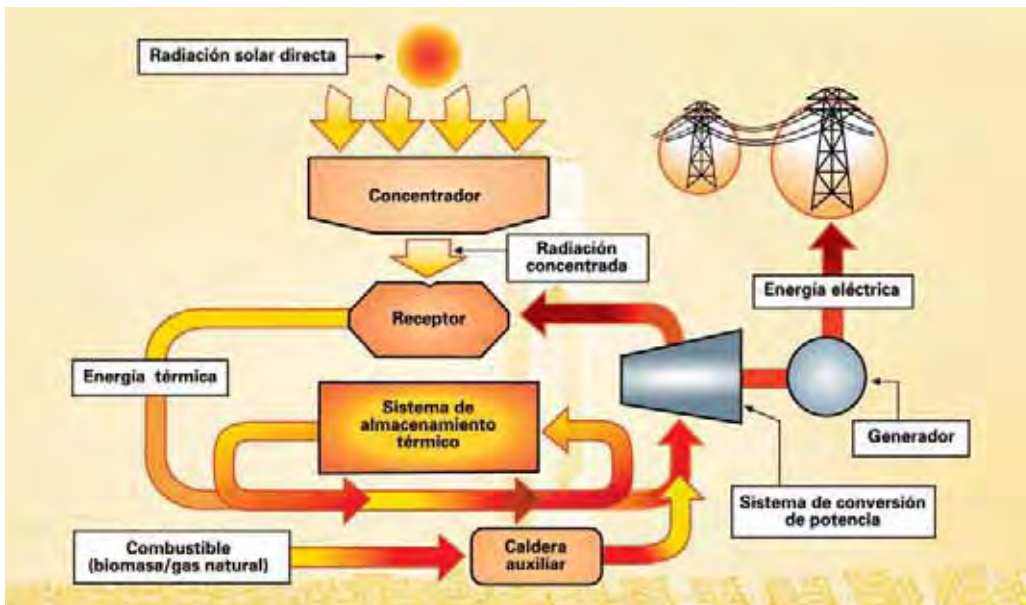 Radiación solar directa
Concentrador
Radiación
concentrada
Receptor
Energía eléctrica
Energía térmica
Sistema de
almacenamiento
térmico
Generador
Sistema de conversión
de potencia
Combustible
(biomasa/gas natural)
Caldera
auxiliar